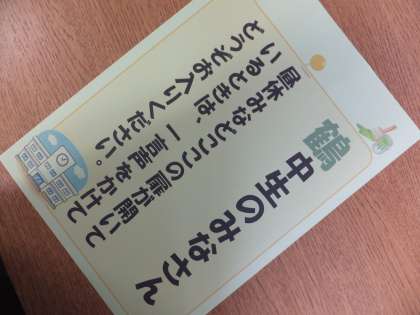 鶴
中生のみなさん
昼休みなどここの扉が開いて
いるときは、一言声をかけて
どうぞお入りください。